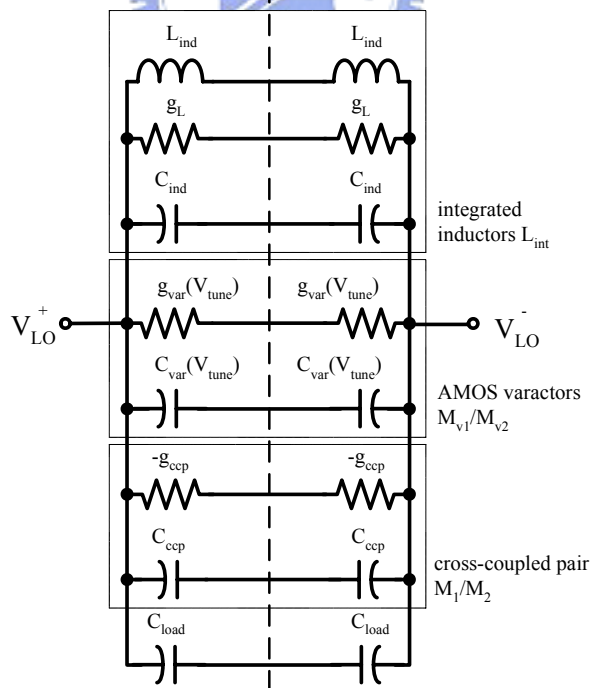 L_ind L_ind
g_L g_L
C_ind C_ind
integrated
inductors L_int
g_var(V_tune) g_var(V_tune)
V_LO^+ V_LO^-
C_var(V_tune) C_var(V_tune)
AMOS varactors
M_v1/M_v2
-g_ccp -g_ccp
C_ccp C_ccp
cross-coupled pair
M_1/M_2
C_load C_load